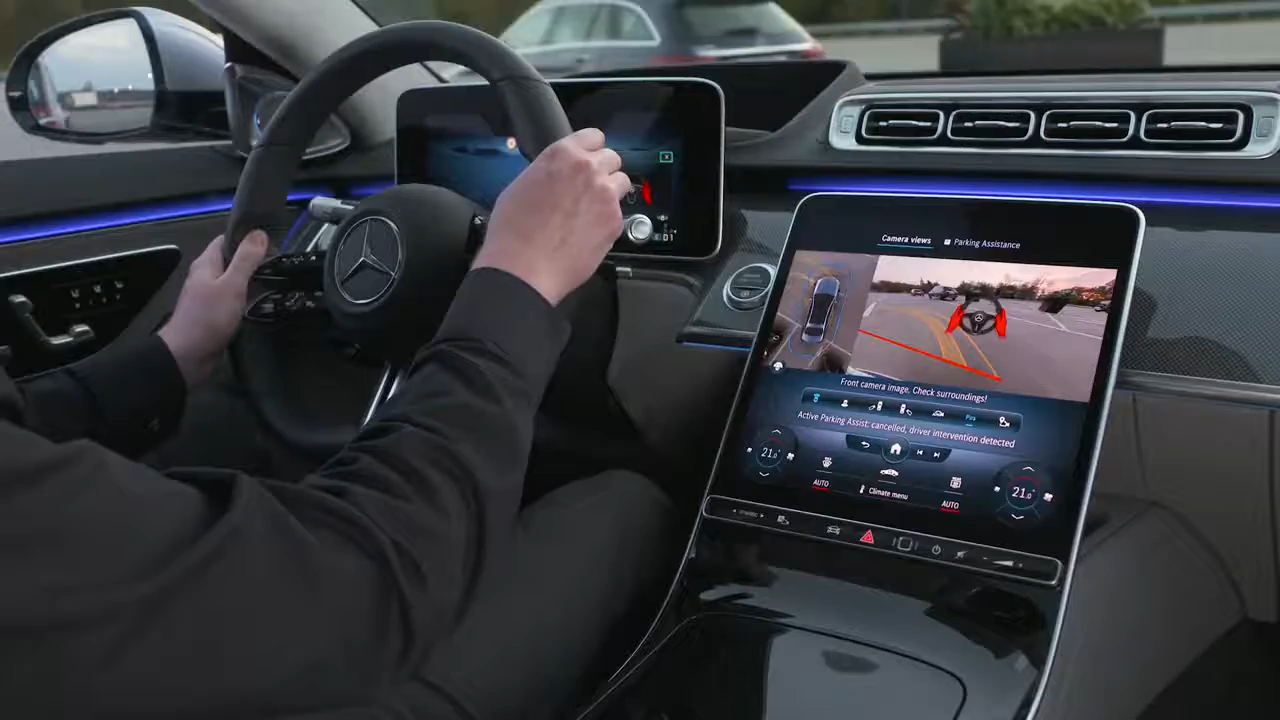 Camera views
Parking Assistance
Front camera image. Check surroundings!
Active Parking Assist: cancelled, driver intervention detected
21.0
AUTO
Climate menu
AUTO
21.0
D1